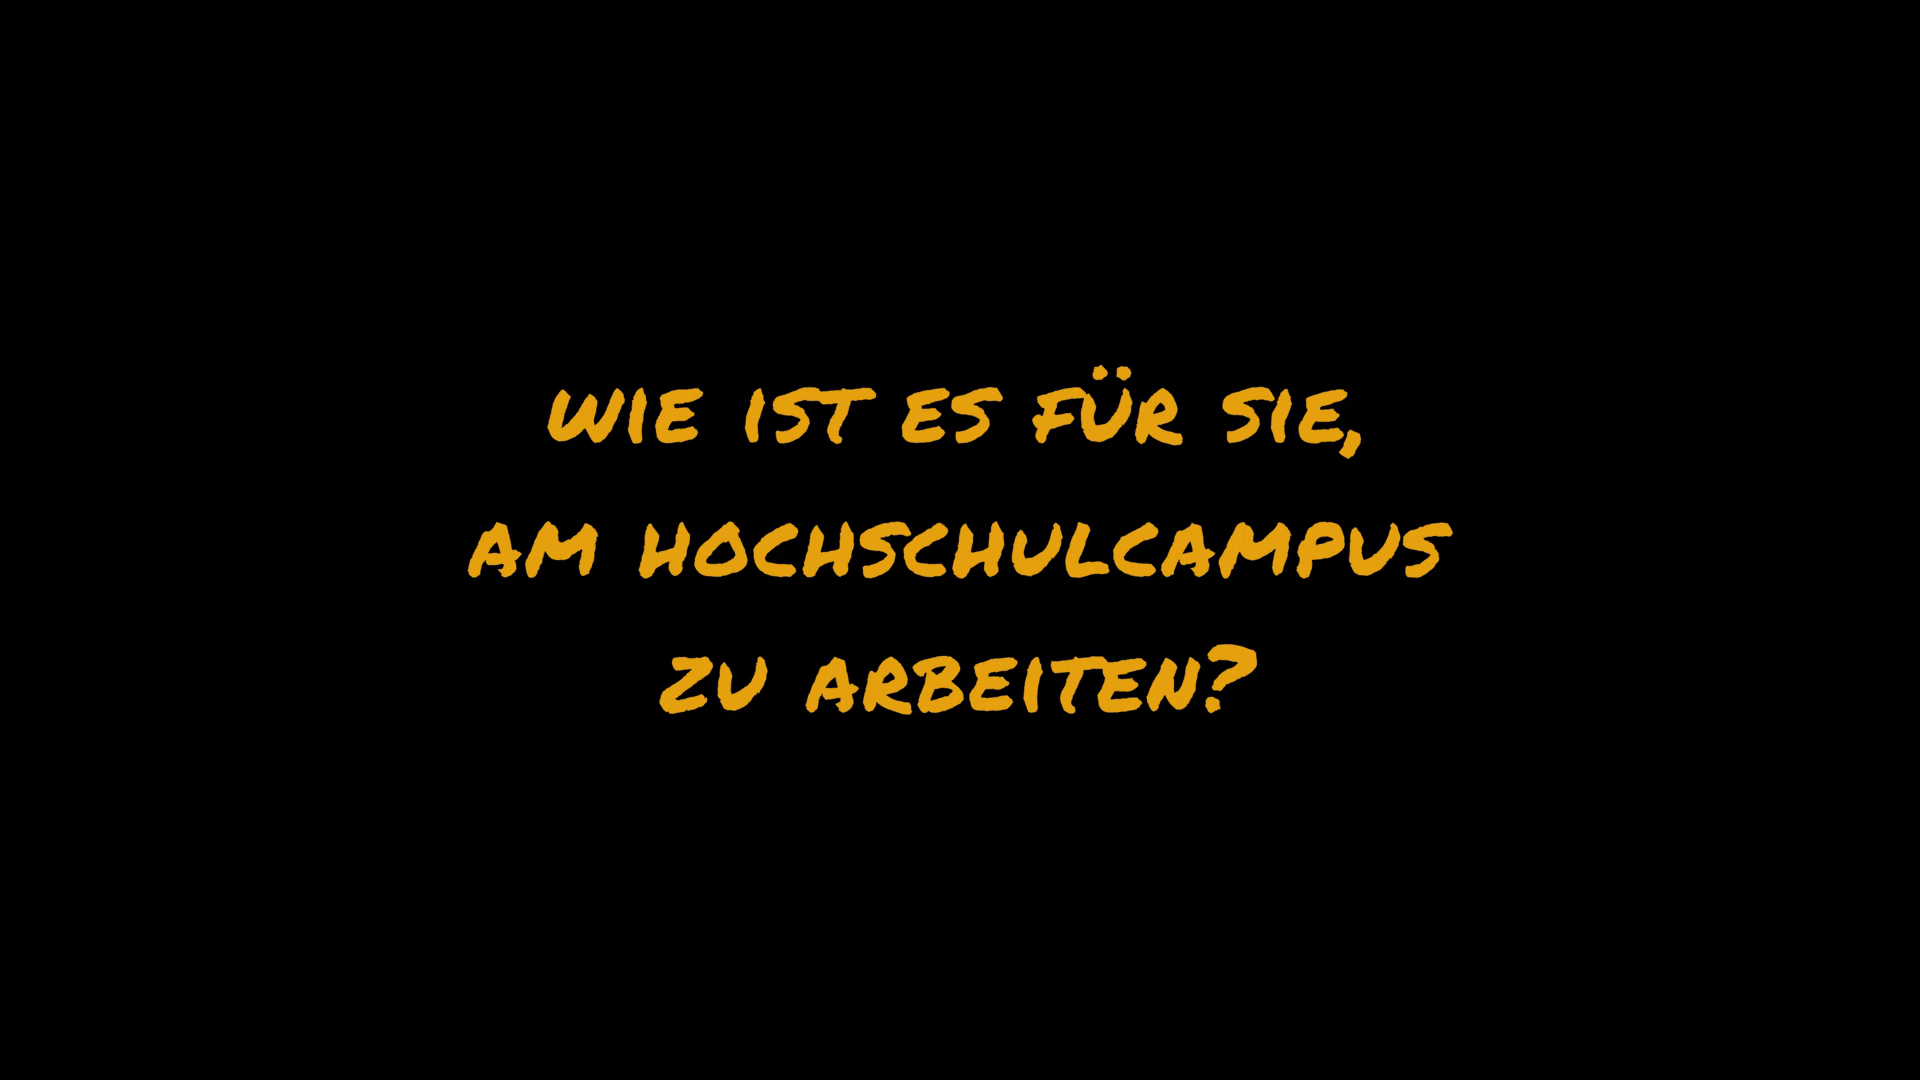 WIE IST ES FÜR SIE,
AM HOCHSCHULCAMPUS
ZU ARBEITEN?